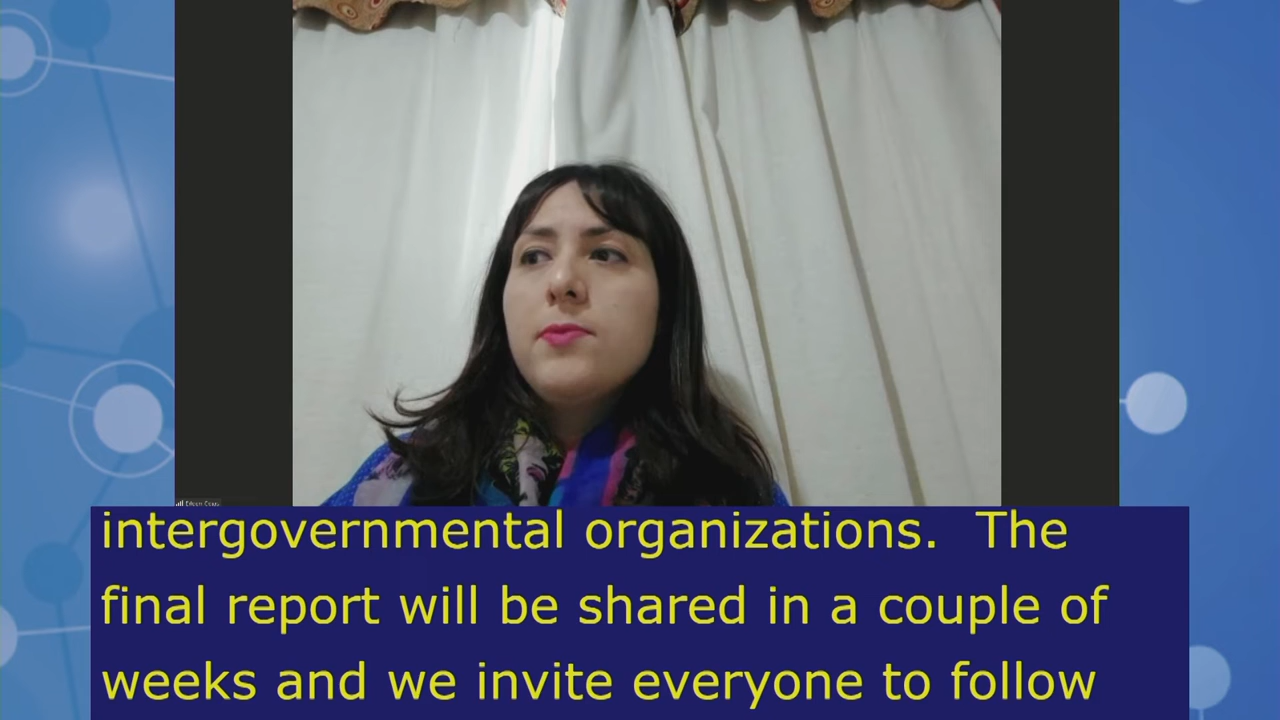 intergovernmental organizations.  The
final report will be shared in a couple of
weeks and we invite everyone to follow